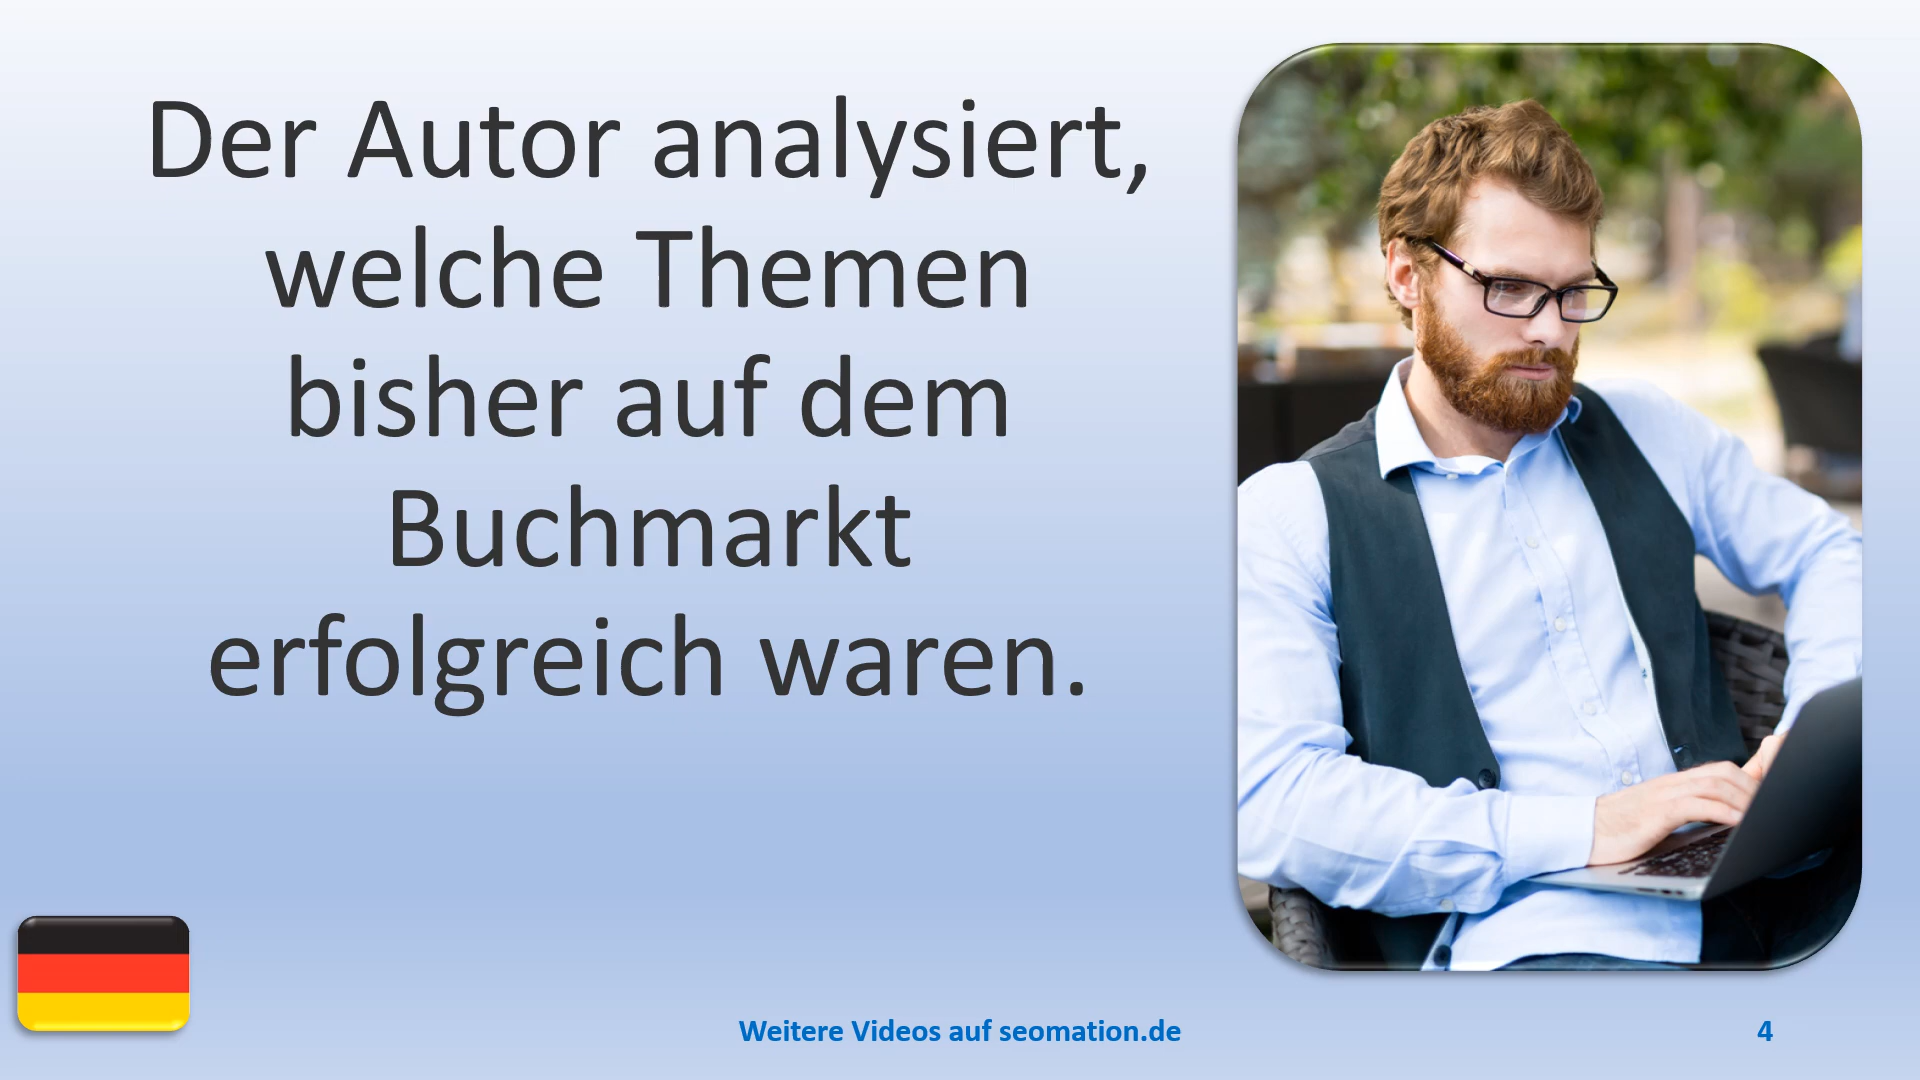 Der Autor analysiert,
welche Themen
bisher auf dem
Buchmarkt
erfolgreich waren.
Weitere Videos auf seomation.de
4